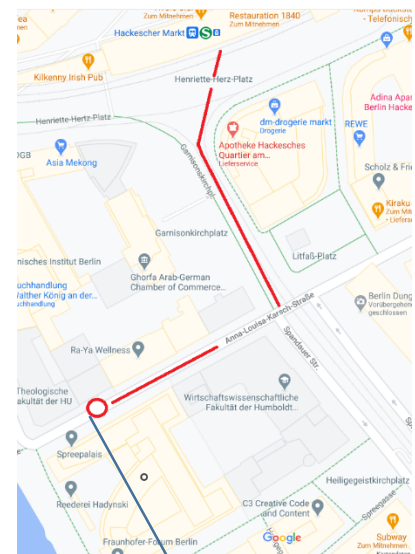 Restauration 1840
Zum Mitnehmen
Zum Mitnehmen
Hackescher Markt
- Telefonisch
Kilkenny Irish Pub
Henriette Herz-Platz
Adina Apar
Berlin Hacke
dm-drogerie markt
Drogerie
REWE
Henriette-Hertz-Platz
Garnisonkirchpl.
Apotheke Hackesches
Quartier am...
Lieferservice
OGB
Asia Mekong
Scholz & Frie
Kiraku
Zum Mitn
- Liefers
Garnisonkirchplatz
Litfaß-Platz
nisches Institut Berlin
Ghorfa Arab-German
Chamber of Commerce...
uchhandlung
Walther König an der...
uchhandlung
Berlin Dung
Vorübergehend
geschlossen
Anna-Louisa-Karsch-Straße
Spandauer Str.
Ra-Ya Wellness
Theologische
akultät der HU
Wirtschaftswissenschaftliche
Fakultät der Humboldt...
Spreepalais
Heiligegeistkirchplatz
Reederei Hadynski
C3 Creative Code
and Content
Spreegasse
Fraunhofer-Forum Berlin
Google
Subway
Zum Mitnehmen